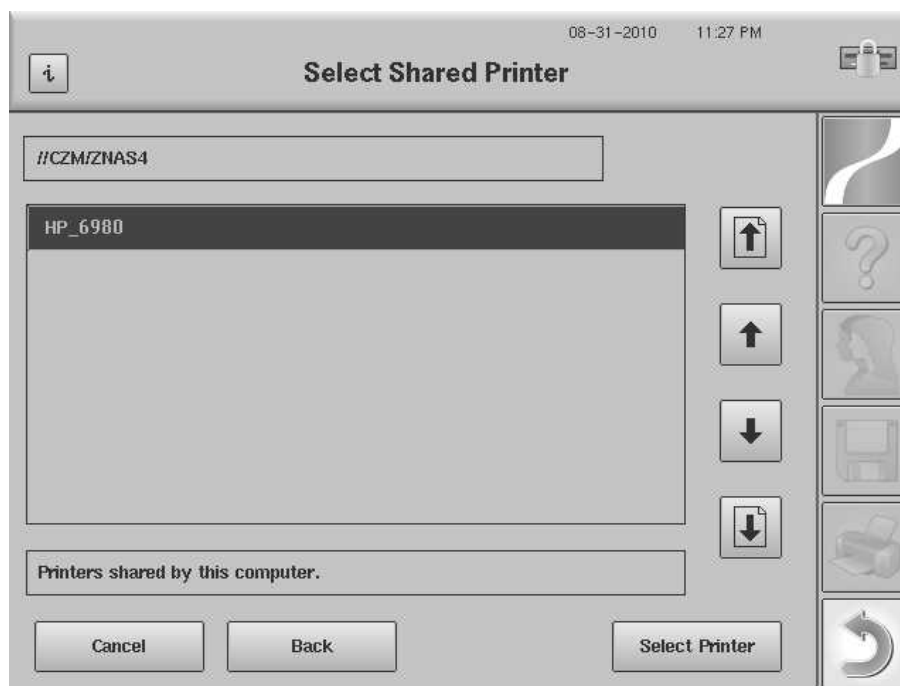 08-31-2010 11:27 PM
i
Select Shared Printer
//CZM/ZNAS4
HP_6980
?
Printers shared by this computer.
Cancel Back Select Printer